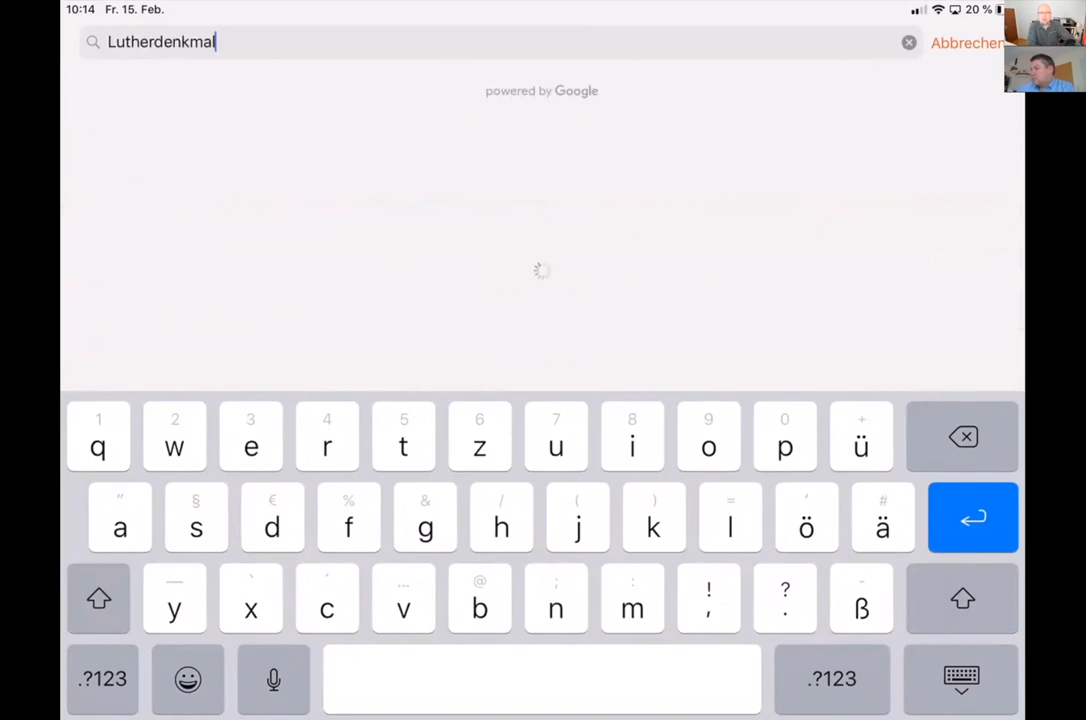 10:14 Fr. 15. Feb. 20 %
Lutherdenkmal
Abbrechen
powered by Google
1 2 3 4 5 6 7 8 9 0 +
q w e r t z u i o p ü
" § € % & / ( ) = ' #
a s d f g h j k l ö ä
— ` ´ … @ ; : ! ? -
y x c v b n m , . ß
.?123 .?123